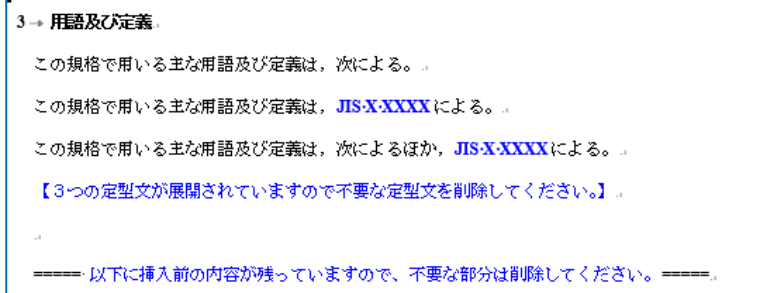 3→ 用語及び定義
この規格で用いる主な用語及び定義は，次による。
この規格で用いる主な用語及び定義は，JIS X XXXX による。
この規格で用いる主な用語及び定義は，次によるほか，JIS X XXXX による。
【３つの定型文が展開されていますので不要な定型文を削除してください。】
===== 以下に挿入前の内容が残っていますので、不要な部分は削除してください。=====